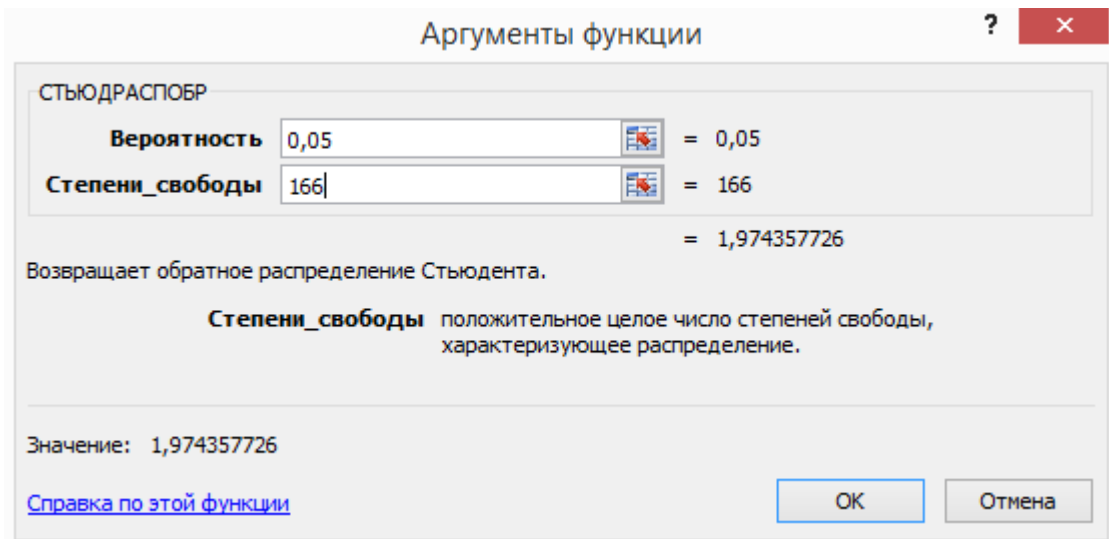 Аргументы функции
? ×
СТЬЮДРАСПОБР
Вероятность 0,05 = 0,05
Степени_свободы 166 = 166
= 1,974357726
Возвращает обратное распределение Стьюдента.
Степени_свободы положительное целое число степеней свободы,
характеризующее распределение.
Значение: 1,974357726
Справка по этой функции
ОК Отмена